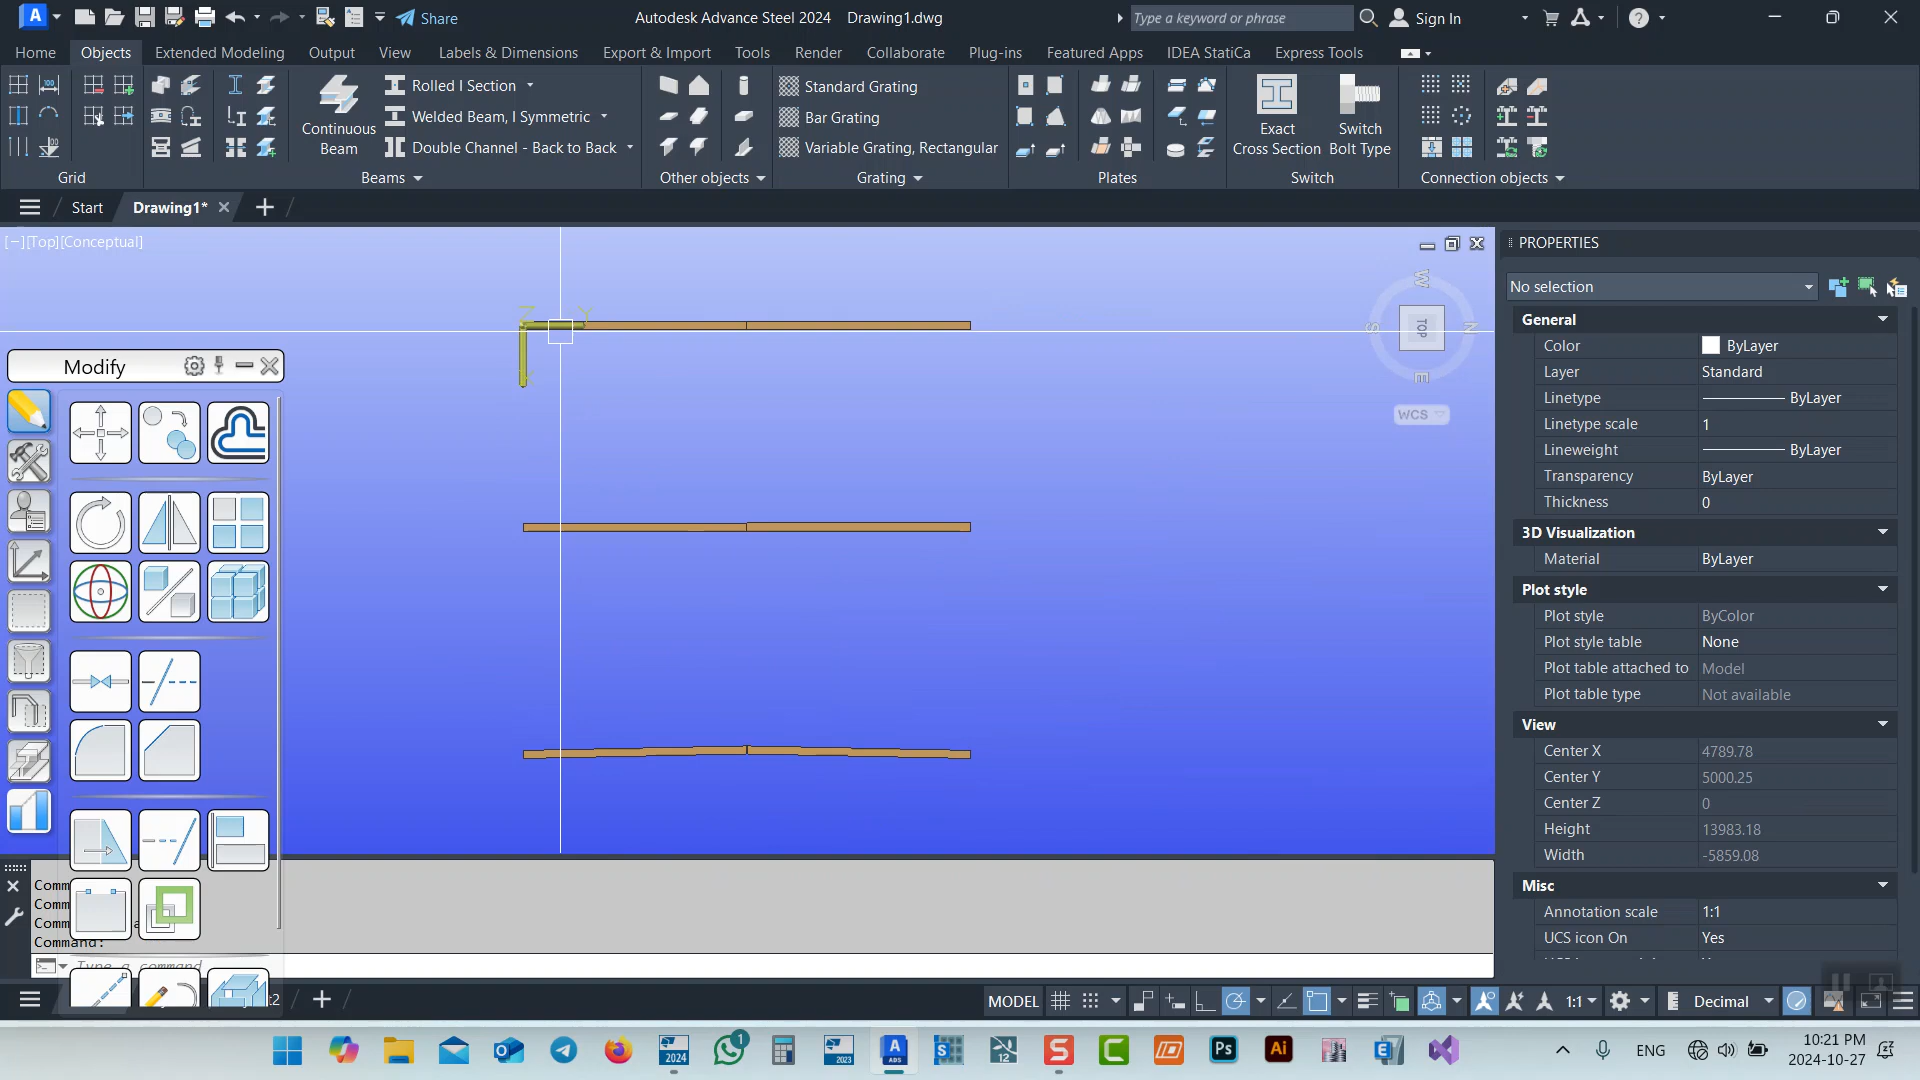 Share
Autodesk Advance Steel 2024 Drawing1.dwg
Type a keyword or phrase
Sign In
Home Objects Extended Modeling Output View Labels & Dimensions Export & Import Tools Render Collaborate Plug-ins Featured Apps IDEA StatiCa Express Tools
Continuous Beam
Rolled I Section
Welded Beam, I Symmetric
Double Channel - Back to Back
Standard Grating
Bar Grating
Variable Grating, Rectangular
Exact Cross Section
Switch Bolt Type
Grid Beams Other objects Grating Plates Switch Connection objects
Start Drawing1*
[−][Top][Conceptual]
W
S
TOP
N
E
WCS
Z
Y
Modify
PROPERTIES
No selection
General
Color ByLayer
Layer Standard
Linetype ByLayer
Linetype scale 1
Lineweight ByLayer
Transparency ByLayer
Thickness 0
3D Visualization
Material ByLayer
Plot style
Plot style ByColor
Plot style table None
Plot table attached to Model
Plot table type Not available
View
Center X 4789.78
Center Y 5000.25
Center Z 0
Height 13983.18
Width -5859.08
Misc
Annotation scale 1:1
UCS icon On Yes
Command:
Type a command
MODEL 1:1 Decimal
ENG
10:21 PM
2024-10-27